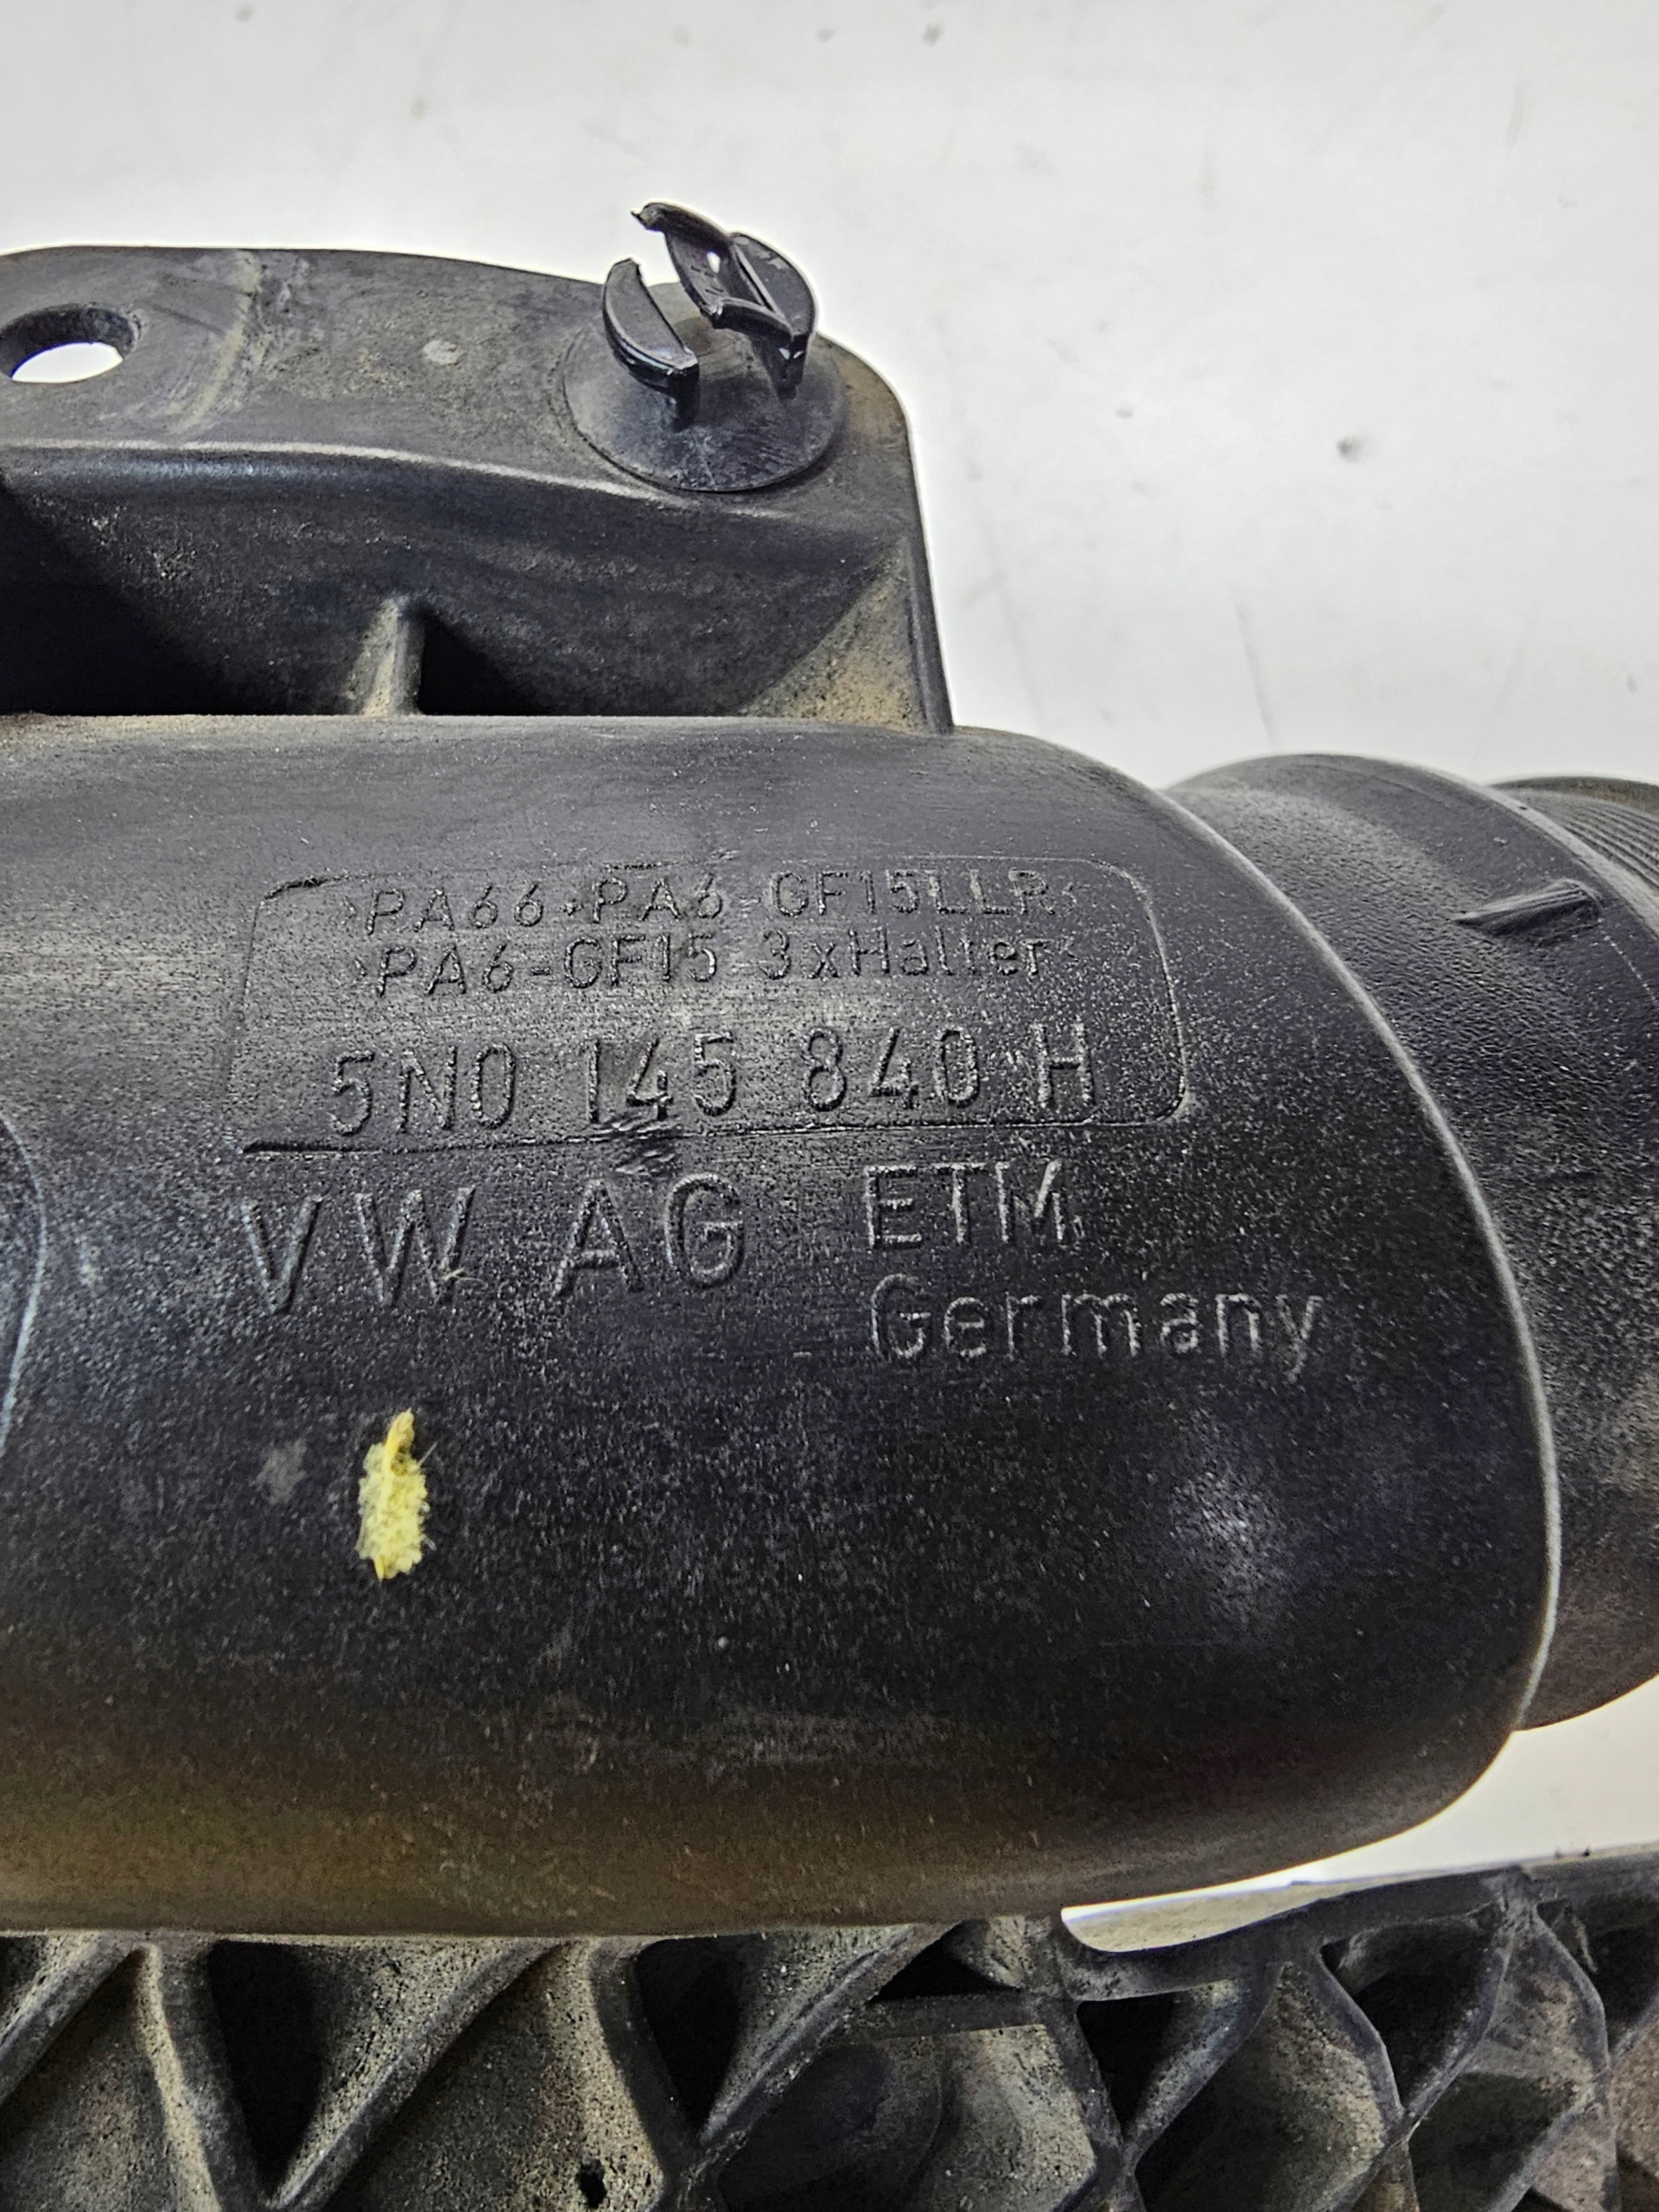 >PA66+PA6-GF15LLR<
>PA6-GF15 3xHalter<
5N0 145 840 H
VW AG ETM
Germany